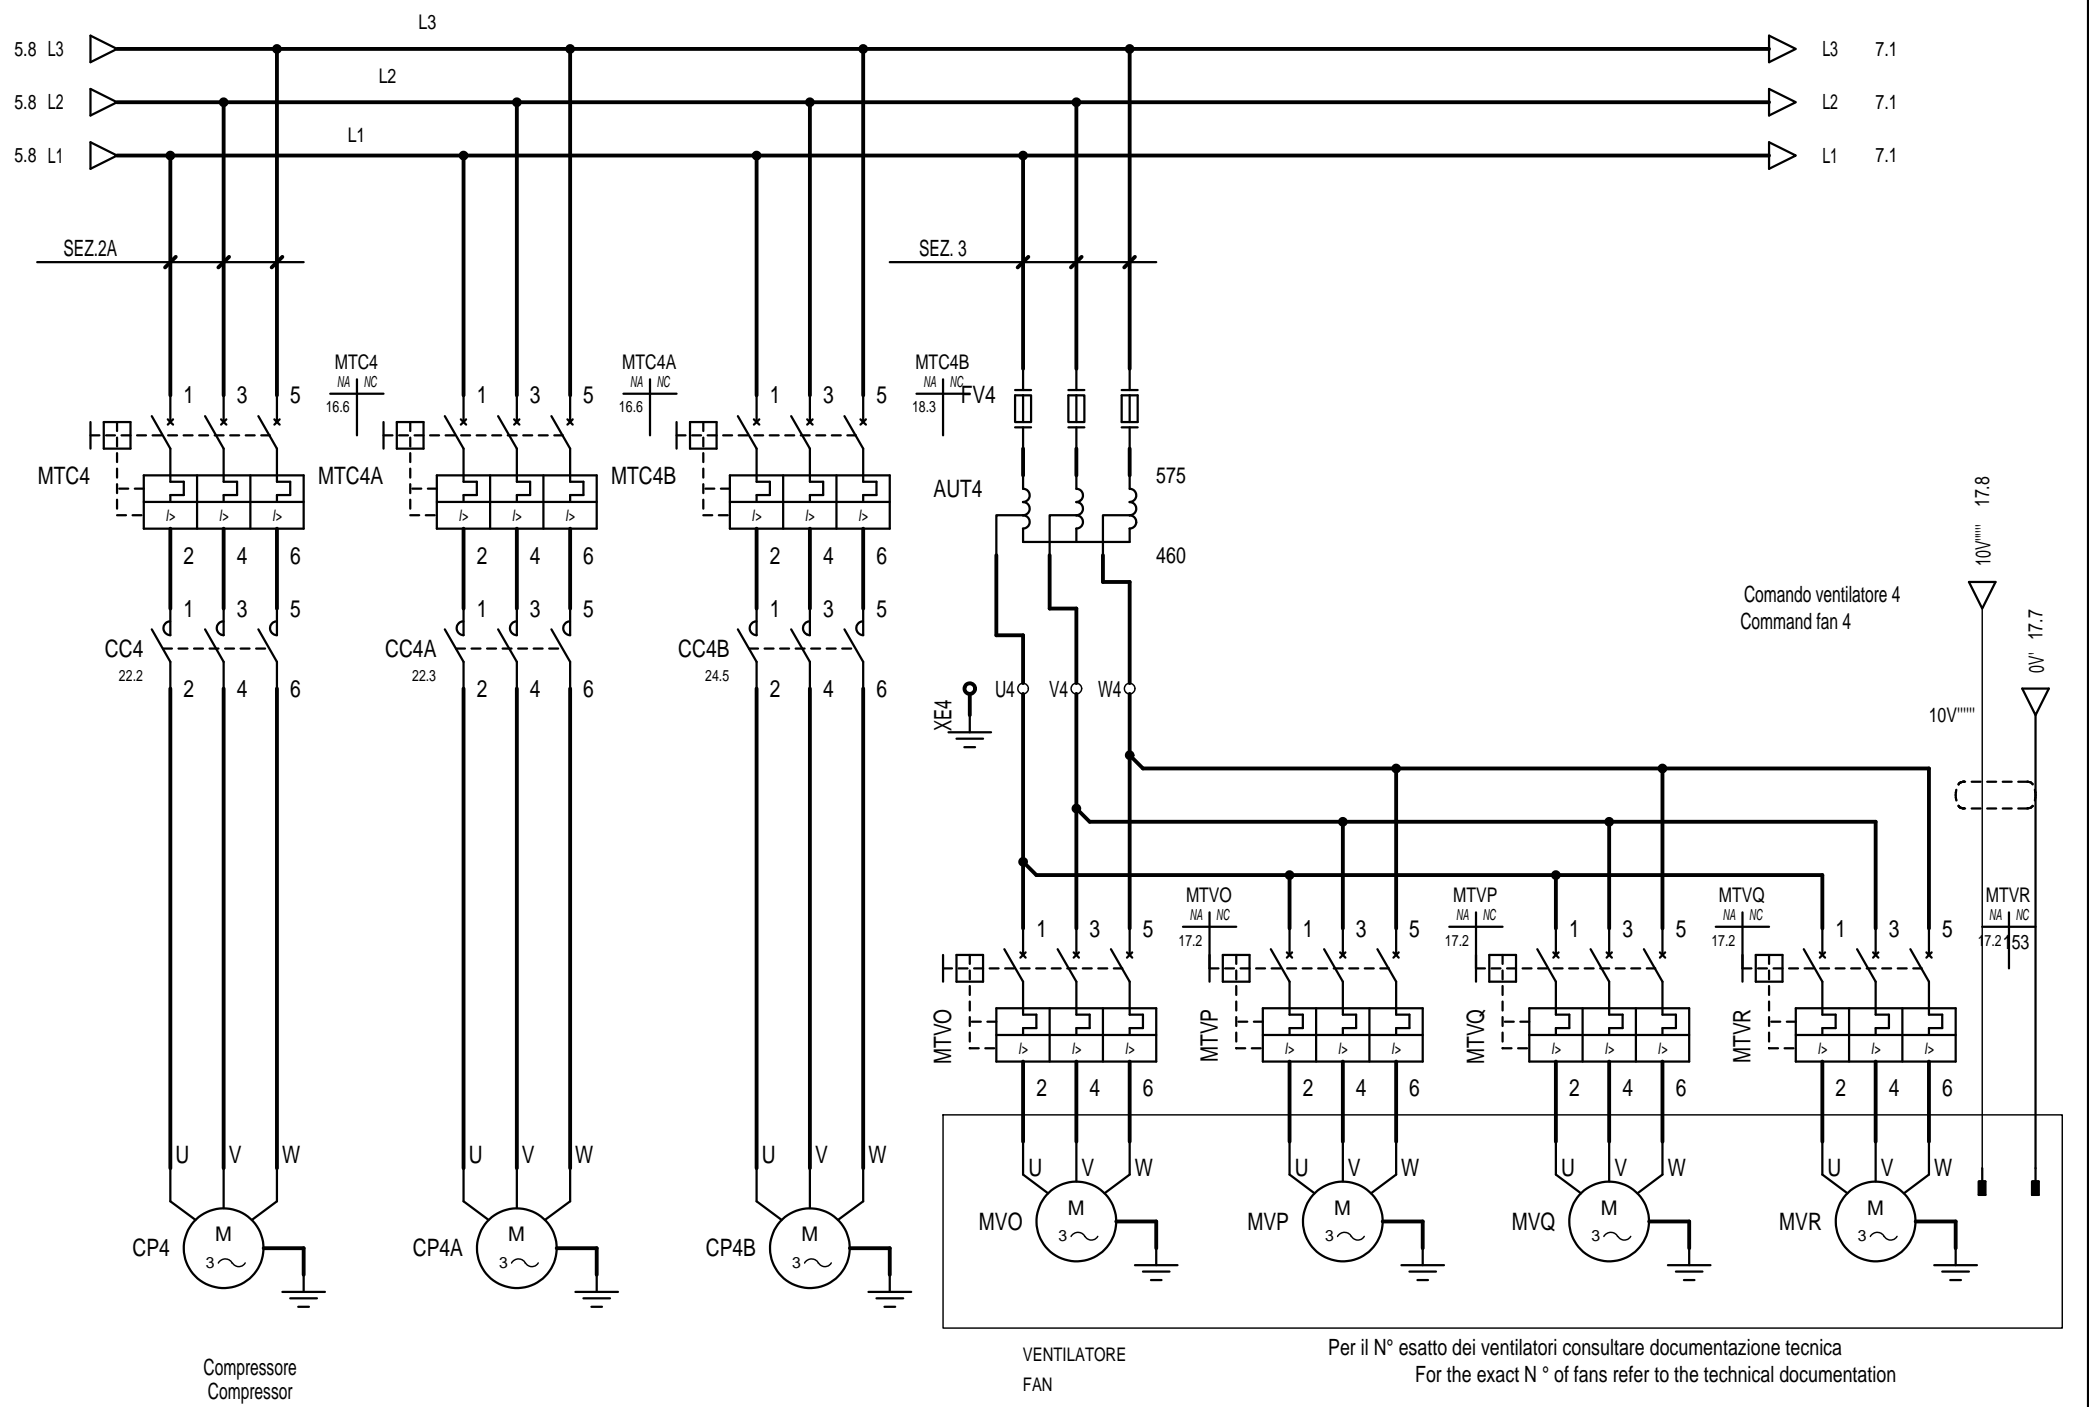 L3
5.8 L3
L3 7.1
L2
5.8 L2
L2 7.1
L1
5.8 L1
L1 7.1
SEZ.2A
SEZ. 3
MTC4
NA NC
16.6
MTC4A
NA NC
16.6
MTC4B
NA NC
18.3
FV4
1 3 5
1 3 5
1 3 5
MTC4
MTC4A
MTC4B
I> I> I>
I> I> I>
I> I> I>
AUT4
575
460
2 4 6
2 4 6
2 4 6
1 3 5
1 3 5
1 3 5
CC4
22.2
CC4A
22.3
CC4B
24.5
2 4 6
2 4 6
2 4 6
XE4
U4 V4 W4
Comando ventilatore 4
Command fan 4
10V'''''' 17.8
0V' 17.7
10V''''''
MTVO
NA NC
17.2
MTVP
NA NC
17.2
MTVQ
NA NC
17.2
MTVR
NA NC
17.2
153
1 3 5
1 3 5
1 3 5
1 3 5
MTVO
MTVP
MTVQ
MTVR
I> I> I>
I> I> I>
I> I> I>
I> I> I>
2 4 6
2 4 6
2 4 6
2 4 6
U V W
U V W
U V W
U V W
U V W
U V W
U V W
CP4
M
3
CP4A
M
3
CP4B
M
3
MVO
M
3
MVP
M
3
MVQ
M
3
MVR
M
3
Compressore
Compressor
VENTILATORE
FAN
Per il N° esatto dei ventilatori consultare documentazione tecnica
For the exact N ° of fans refer to the technical documentation